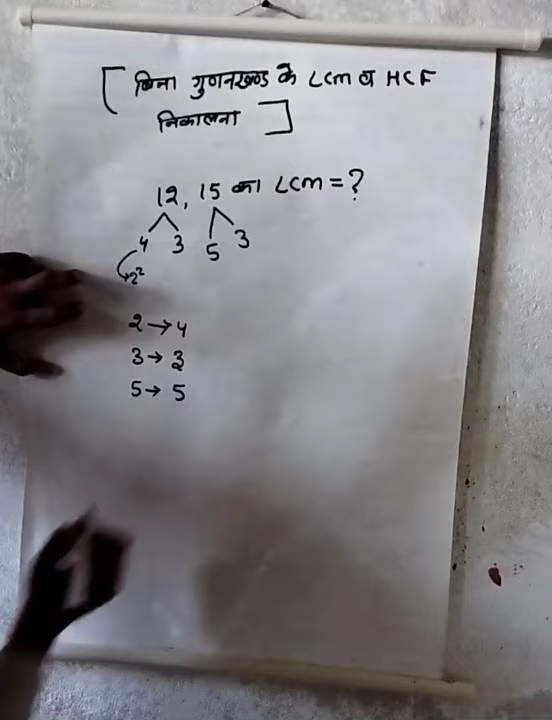 [ बिना गुणनखण्ड के LCM व HCF
निकालना ]
12, 15 का LCM = ?
4 3 5 3
2²
2 → 4
3 → 3
5 → 5